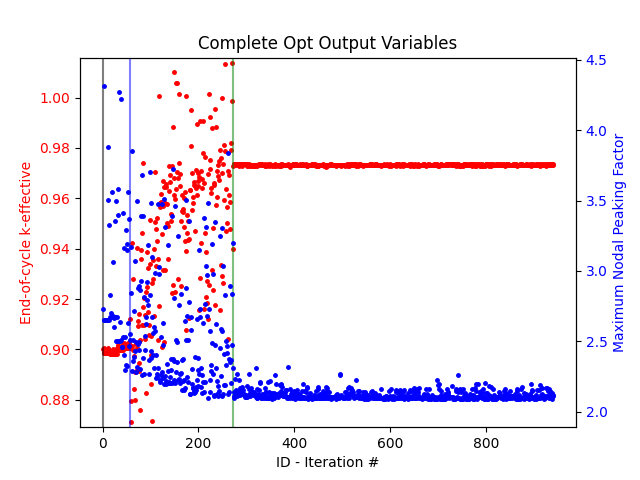 Complete Opt Output Variables
End-of-cycle k-effective
1.00
0.98
0.96
0.94
0.92
0.90
0.88
4.5
4.0
3.5
3.0
2.5
2.0
Maximum Nodal Peaking Factor
0 200 400 600 800
ID - Iteration #